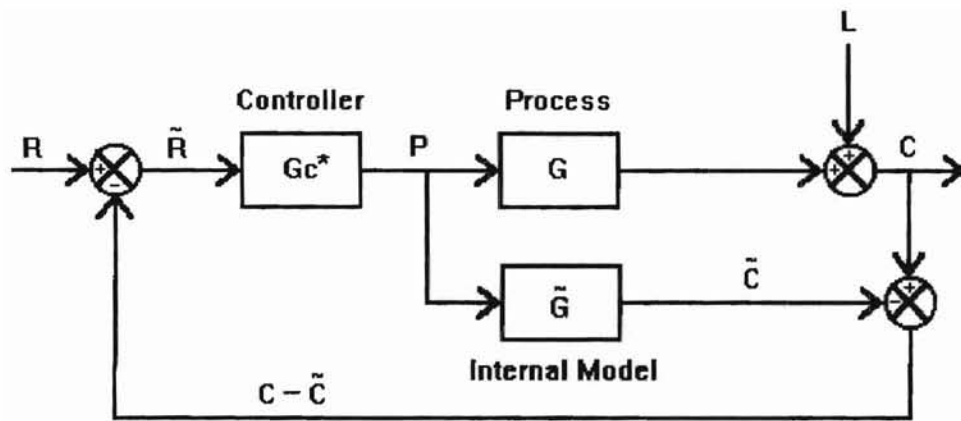 L
Controller
Process
R
R̃
Gc*
P
G
C
G̃
C̃
Internal Model
C – C̃